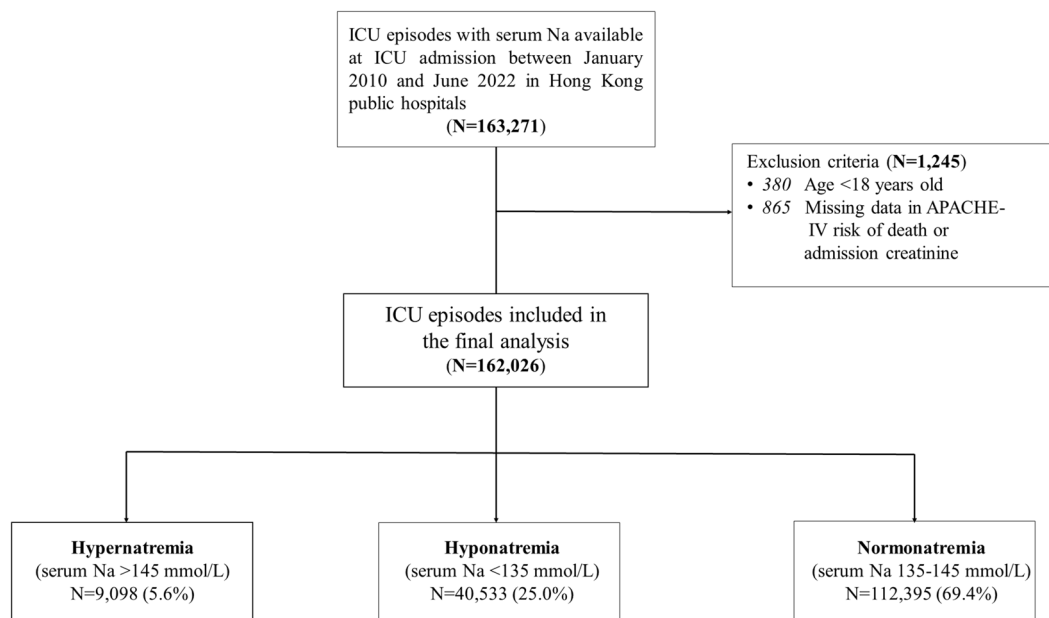 ICU episodes with serum Na available
at ICU admission between January
2010 and June 2022 in Hong Kong
public hospitals
(N=163,271)
Exclusion criteria (N=1,245)
• 380 Age <18 years old
• 865 Missing data in APACHE-
IV risk of death or
admission creatinine
ICU episodes included in
the final analysis
(N=162,026)
Hypernatremia
(serum Na >145 mmol/L)
N=9,098 (5.6%)
Hyponatremia
(serum Na <135 mmol/L)
N=40,533 (25.0%)
Normonatremia
(serum Na 135-145 mmol/L)
N=112,395 (69.4%)